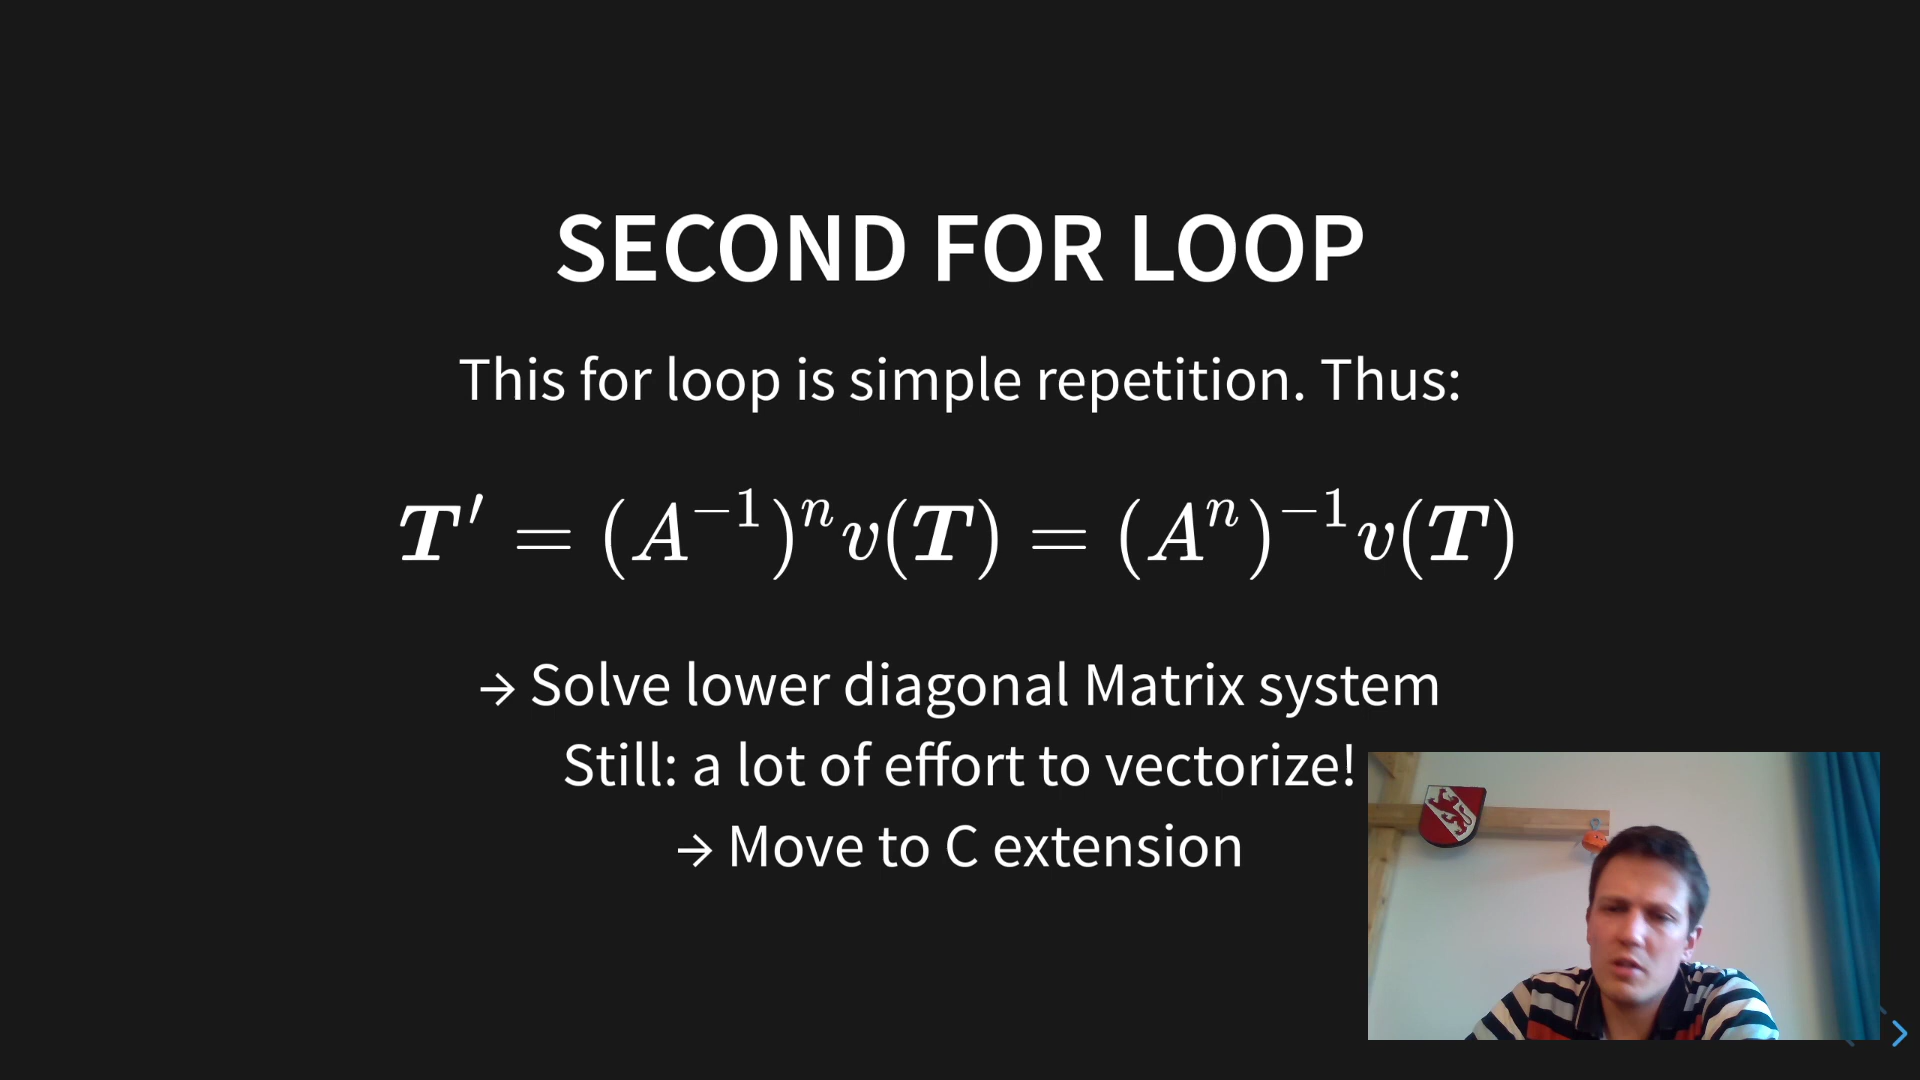 SECOND FOR LOOP
This for loop is simple repetition. Thus:
T′ = (A⁻¹)ⁿv(T) = (Aⁿ)⁻¹v(T)
→ Solve lower diagonal Matrix system
Still: a lot of effort to vectorize!
→ Move to C extension